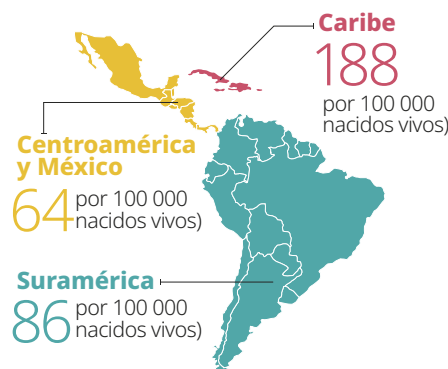 Caribe
188
por 100 000
nacidos vivos)
Centroamérica
y México
64 por 100 000
nacidos vivos)
Suramérica
86 por 100 000
nacidos vivos)